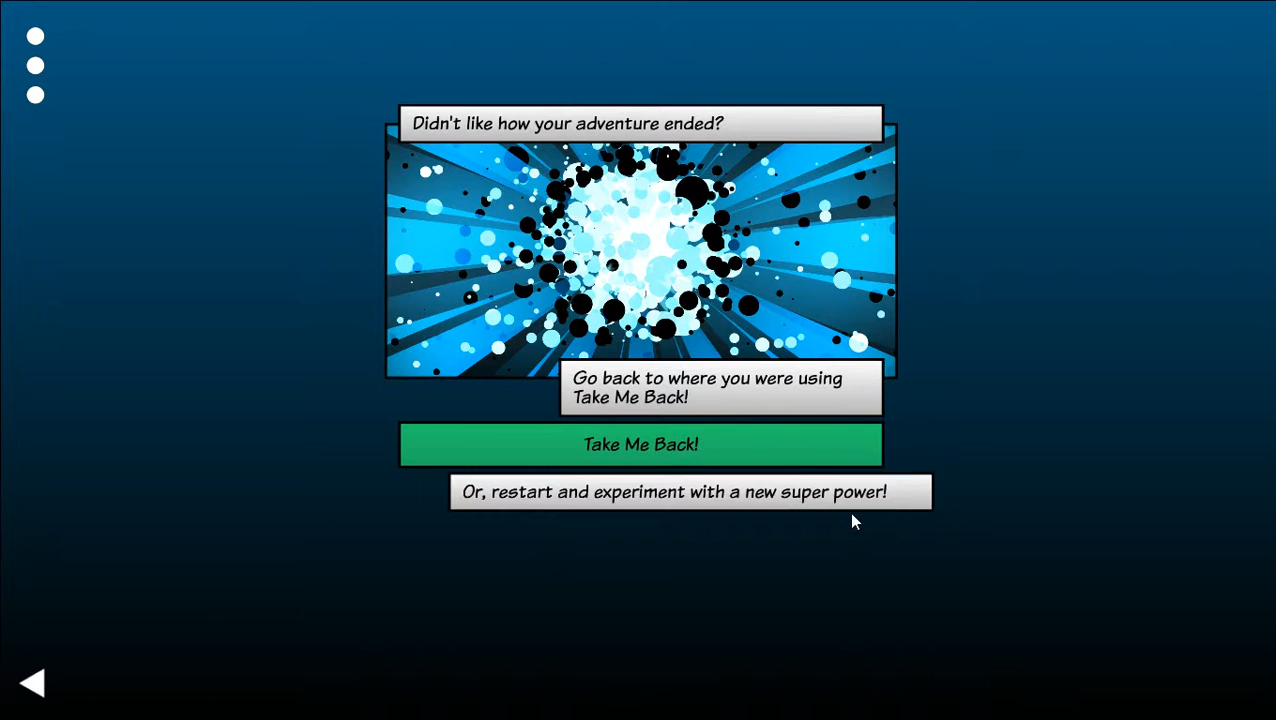 Didn't like how your adventure ended?
Go back to where you were using
Take Me Back!
Take Me Back!
Or, restart and experiment with a new super power!